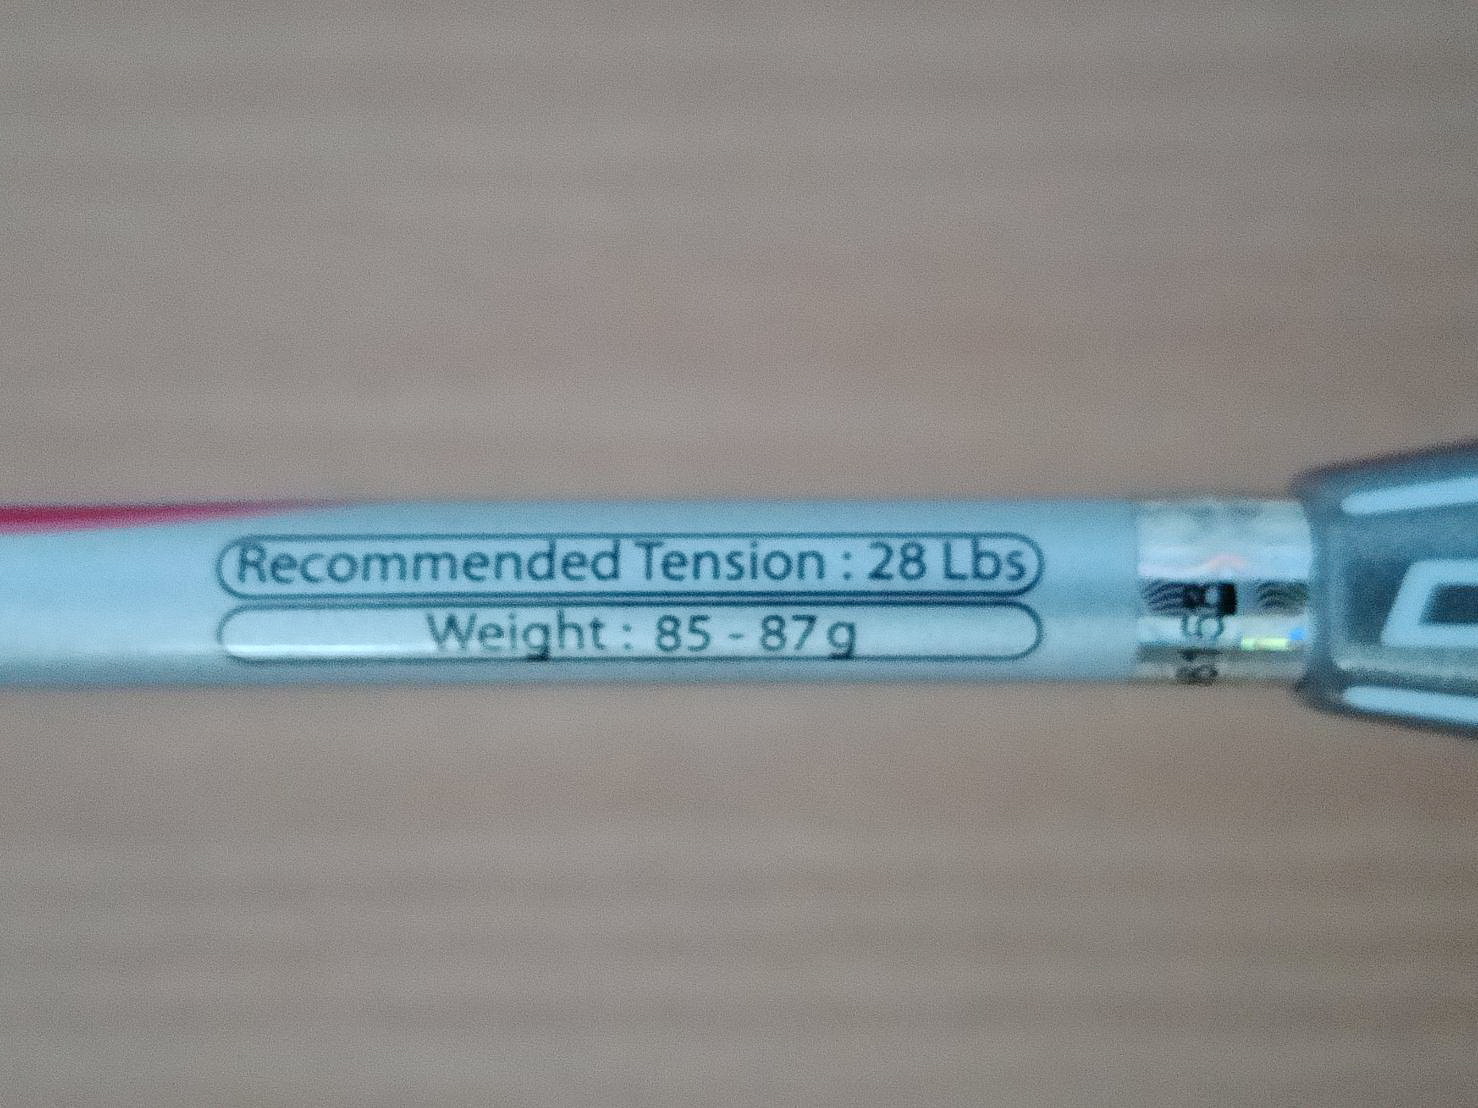 Recommended Tension : 28 Lbs
Weight : 85 - 87 g